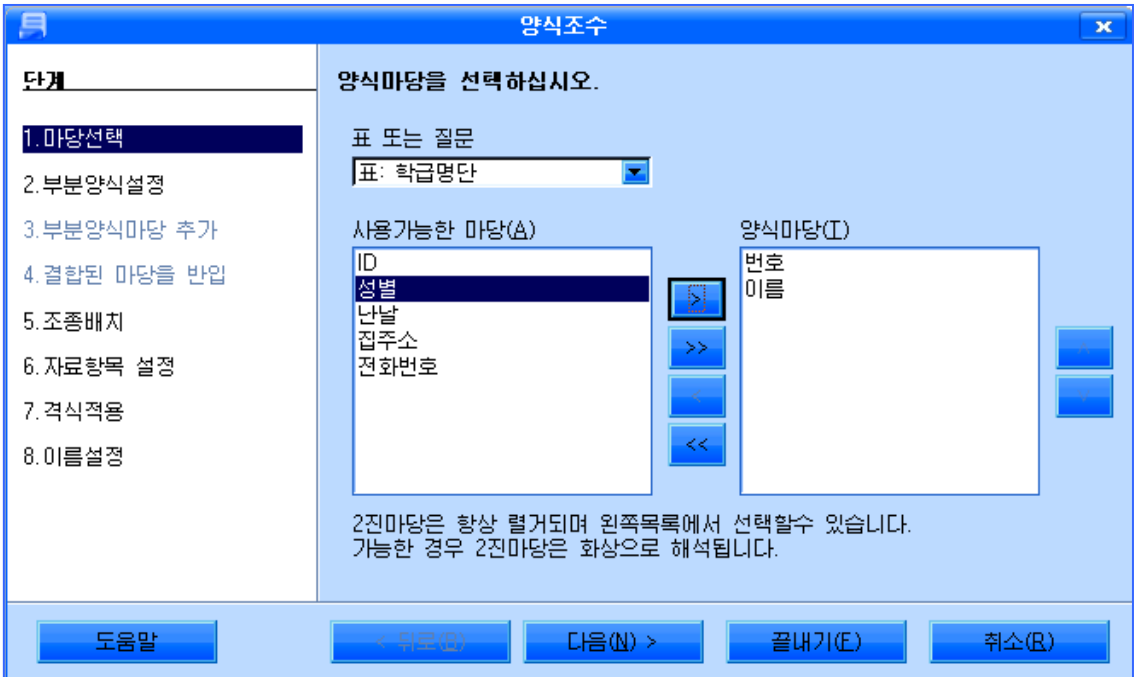 양식조수
단계
1.마당선택
2.부분양식설정
3.부분양식마당 추가
4.결합된 마당을 반입
5.조종배치
6.자료항목 설정
7.격식적용
8.이름설정
양식마당을 선택하십시오.
표 또는 질문
표: 학급명단
사용가능한 마당(A)
ID
성별
난날
집주소
전화번호
>
>>
<
<<
양식마당(I)
번호
이름
2진마당은 항상 렬거되며 왼쪽목록에서 선택할수 있습니다.
가능한 경우 2진마당은 화상으로 해석됩니다.
도움말
< 뒤로(B)
다음(N) >
끝내기(F)
취소(R)